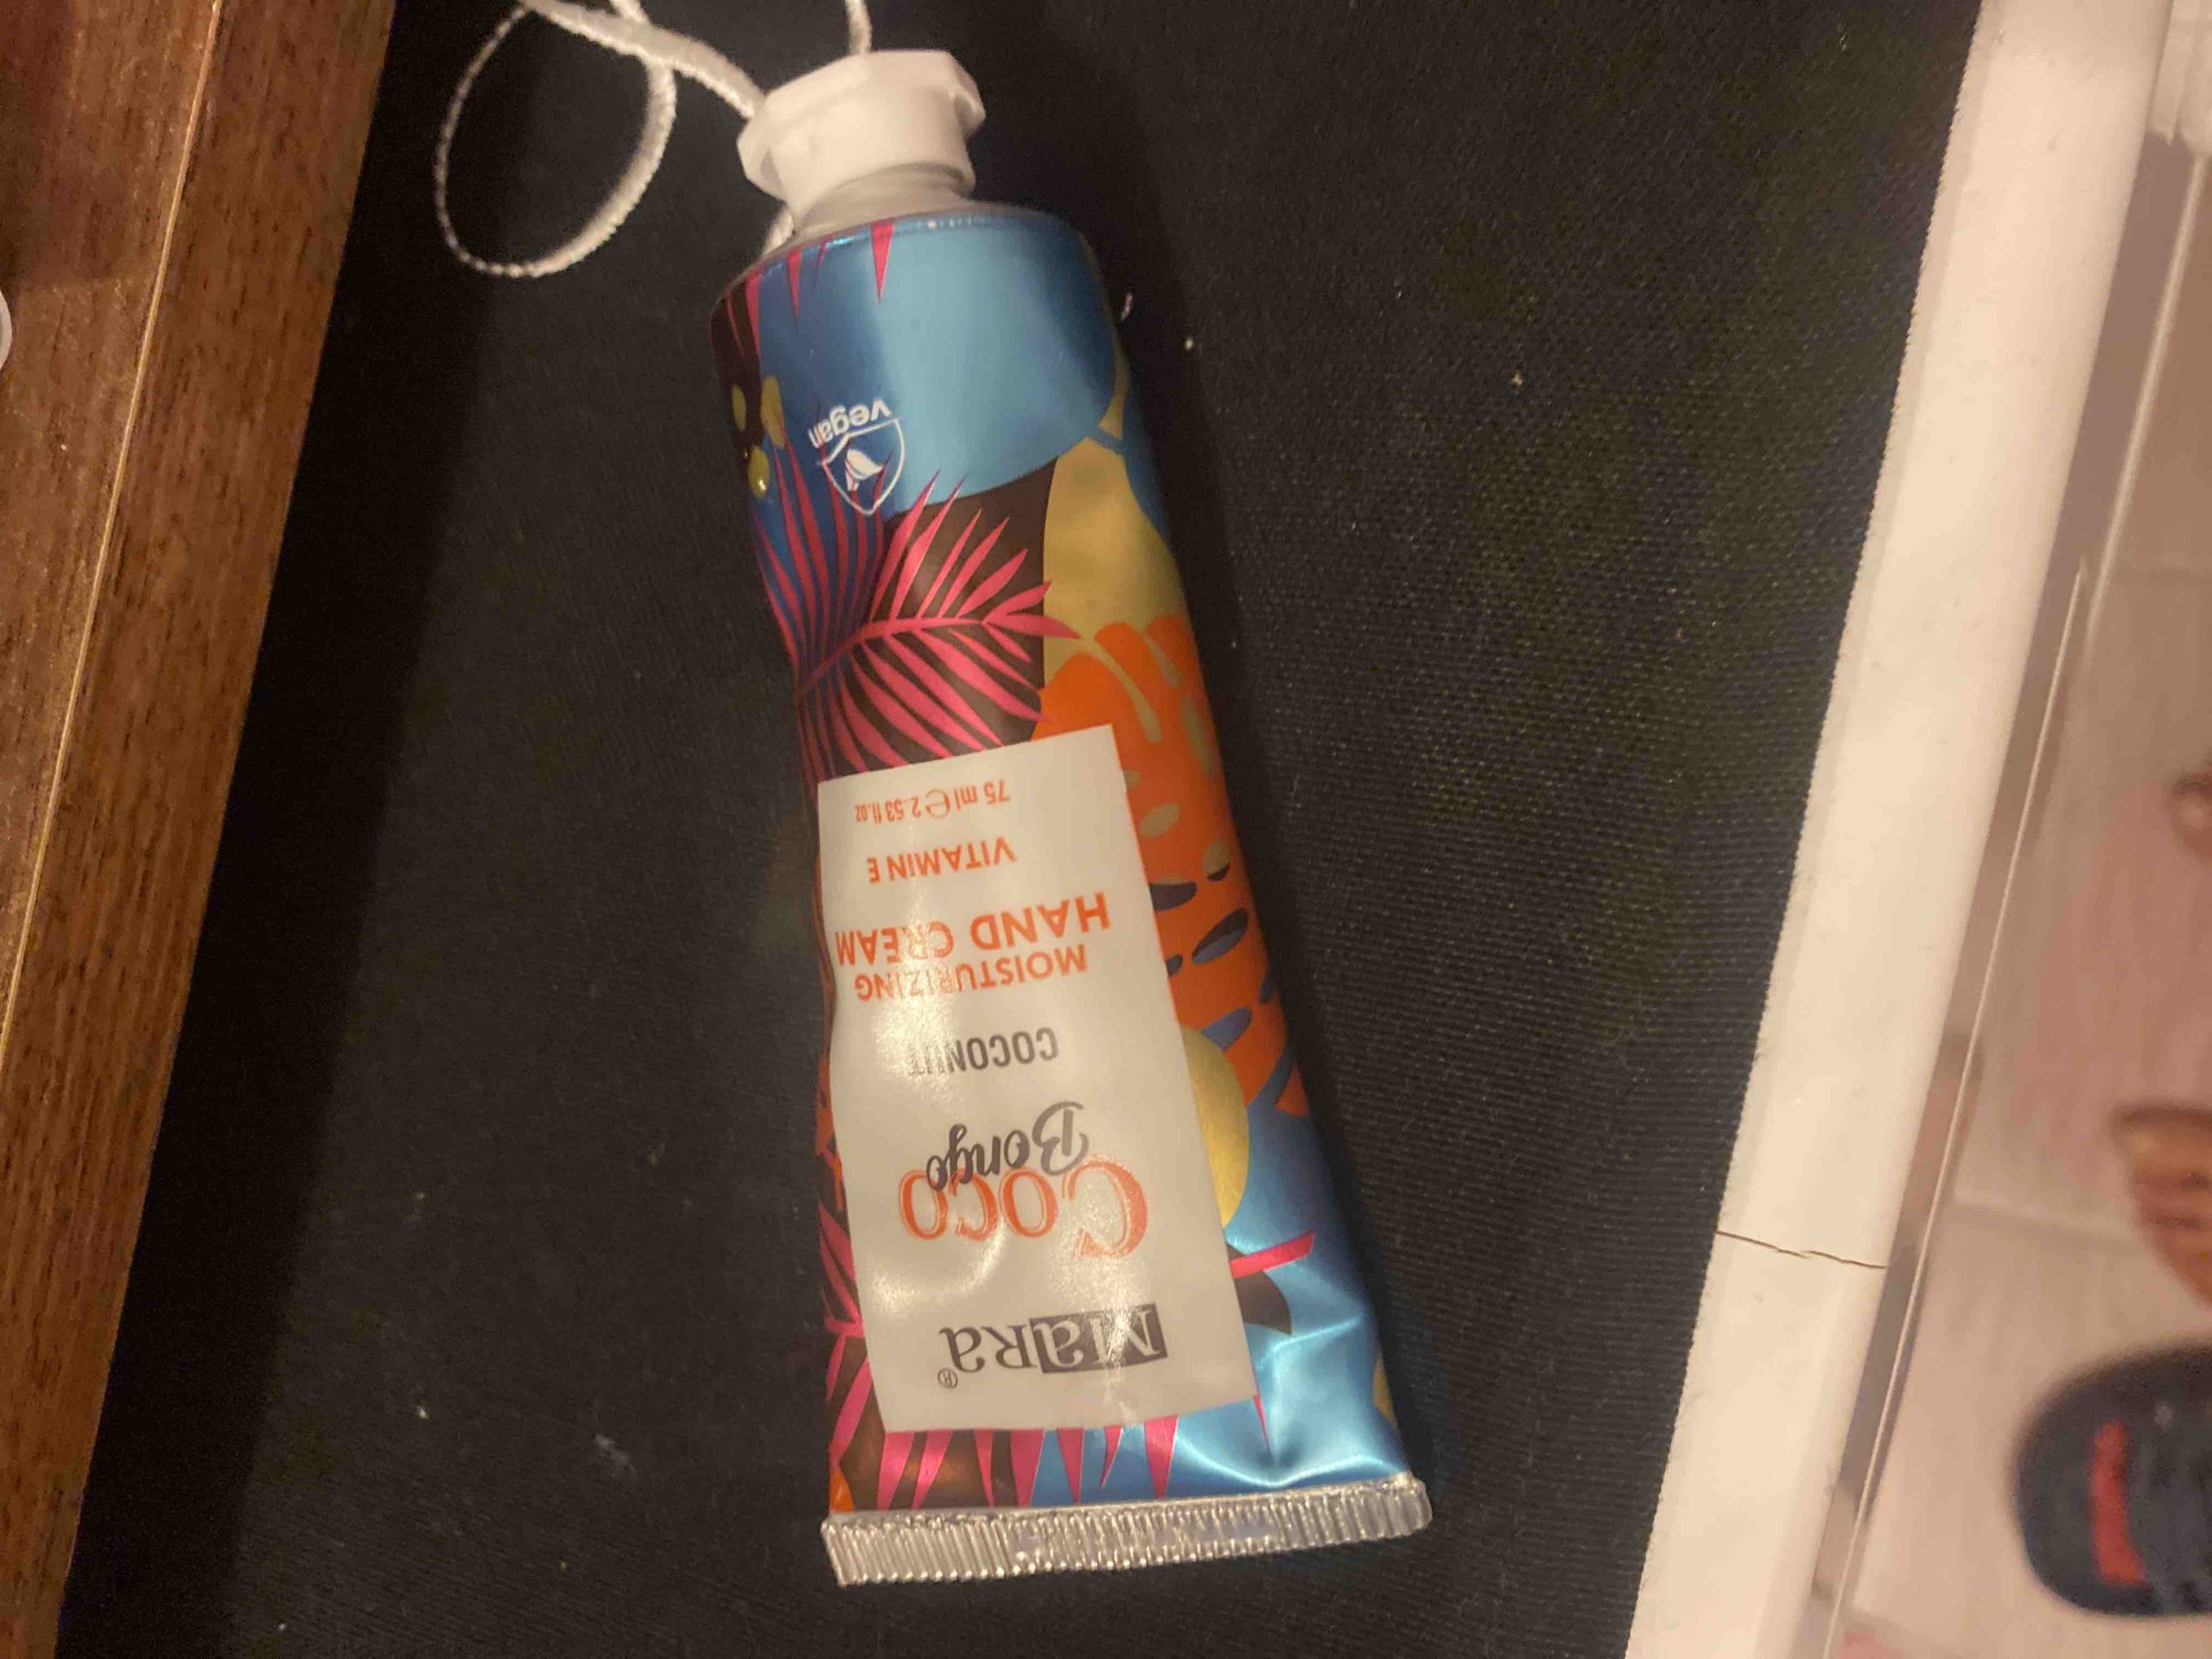 MaRa®
Coco
Bongo
COCONUT
MOISTURIZING
HAND CREAM
VITAMIN E
75 ml ℮ 2.53 fl.oz
vegan